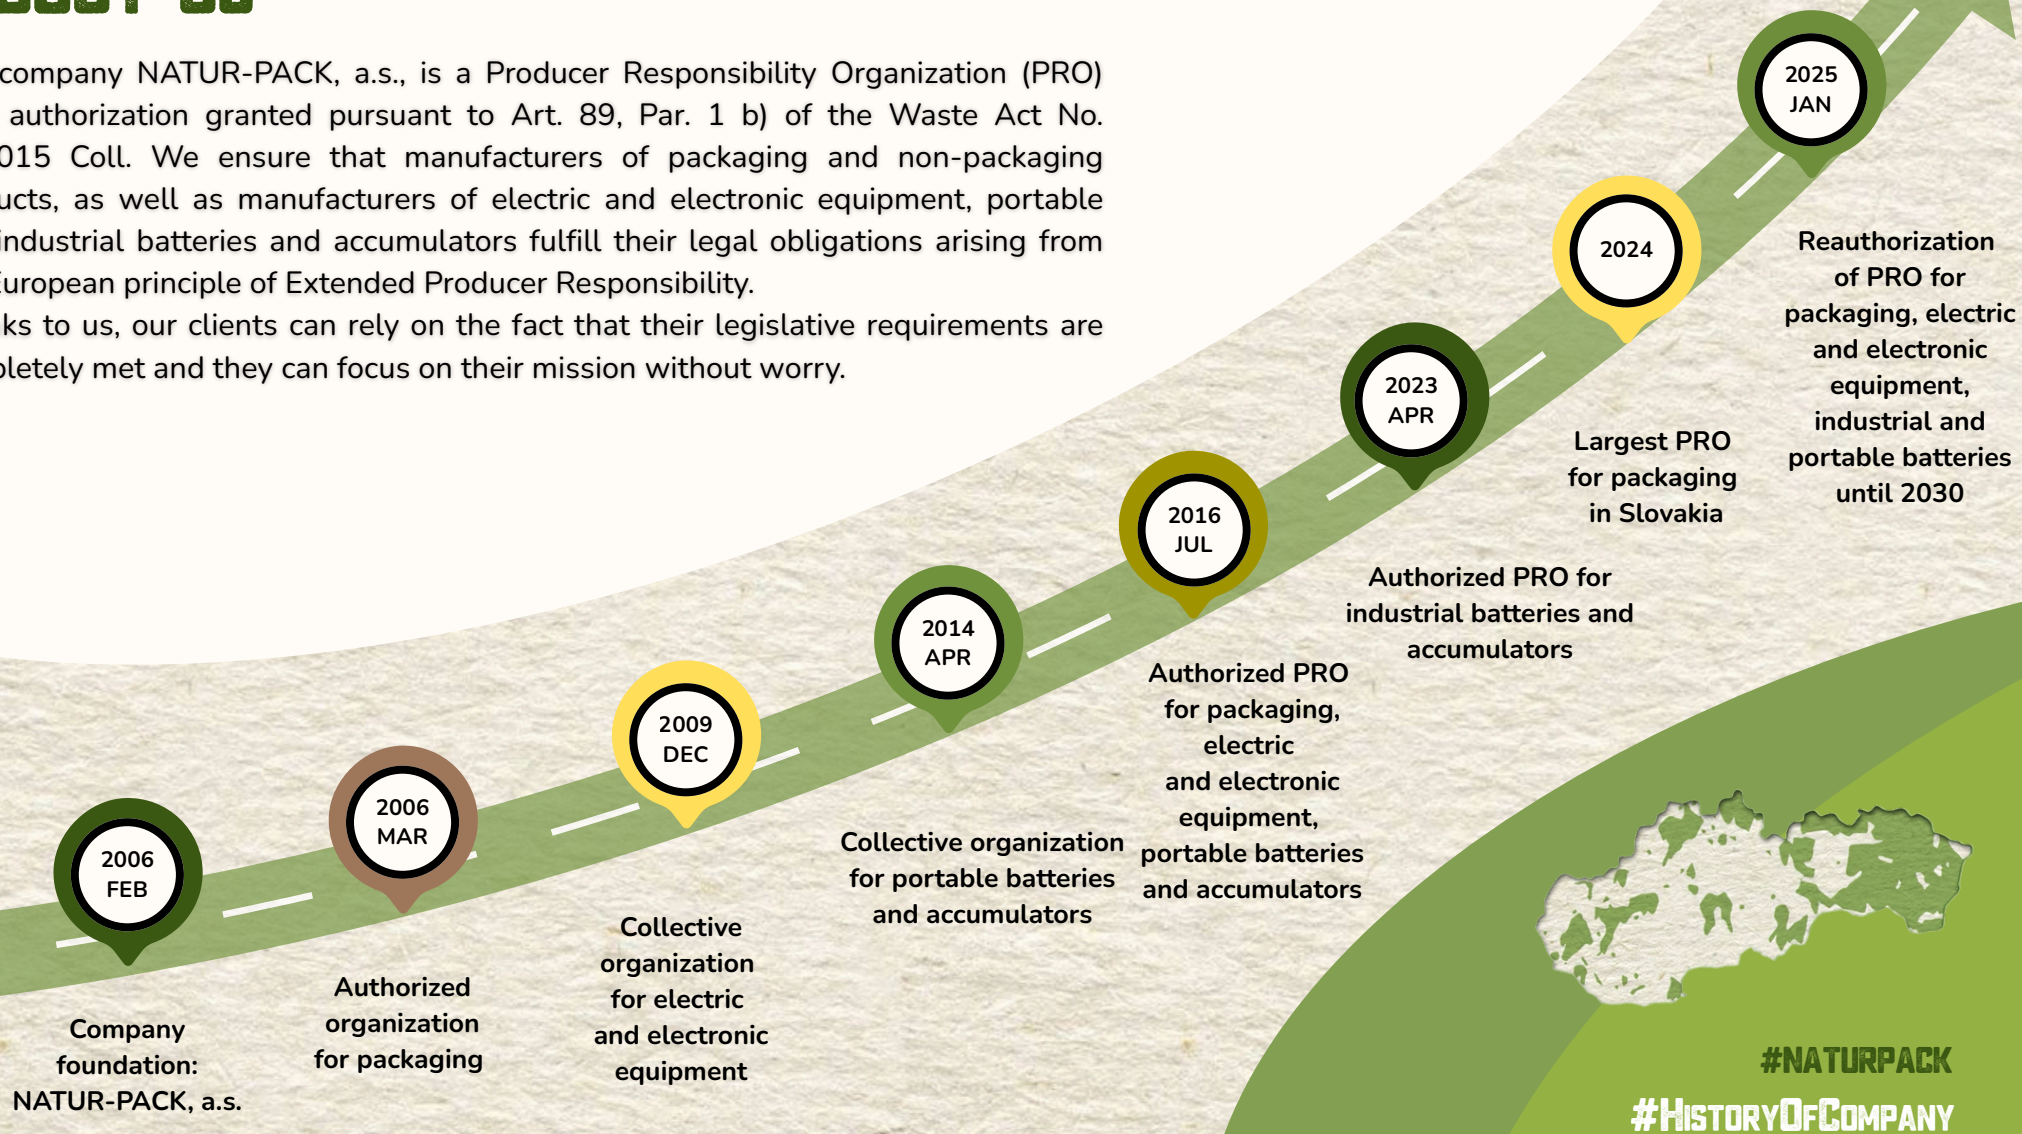 company NATUR-PACK, a.s., is a Producer Responsibility Organization (PRO)
authorization granted pursuant to Art. 89, Par. 1 b) of the Waste Act No.
Coll. We ensure that manufacturers of packaging and non-packaging
as well as manufacturers of electric and electronic equipment, portable
industrial batteries and accumulators fulfill their legal obligations arising from
European principle of Extended Producer Responsibility.
to us, our clients can rely on the fact that their legislative requirements are
met and they can focus on their mission without worry.
2006
FEB
Company
foundation:
NATUR-PACK, a.s.
2006
MAR
Authorized
organization
for packaging
2009
DEC
Collective
organization
for electric
and electronic
equipment
2014
APR
Collective organization
for portable batteries
and accumulators
2016
JUL
Authorized PRO
for packaging,
electric
and electronic
equipment,
portable batteries
and accumulators
2023
APR
Authorized PRO for
industrial batteries and
accumulators
2024
Largest PRO
for packaging
in Slovakia
2025
JAN
Reauthorization
of PRO for
packaging, electric
and electronic
equipment,
industrial and
portable batteries
until 2030
#NATURPACK
#HISTORYOFCOMPANY